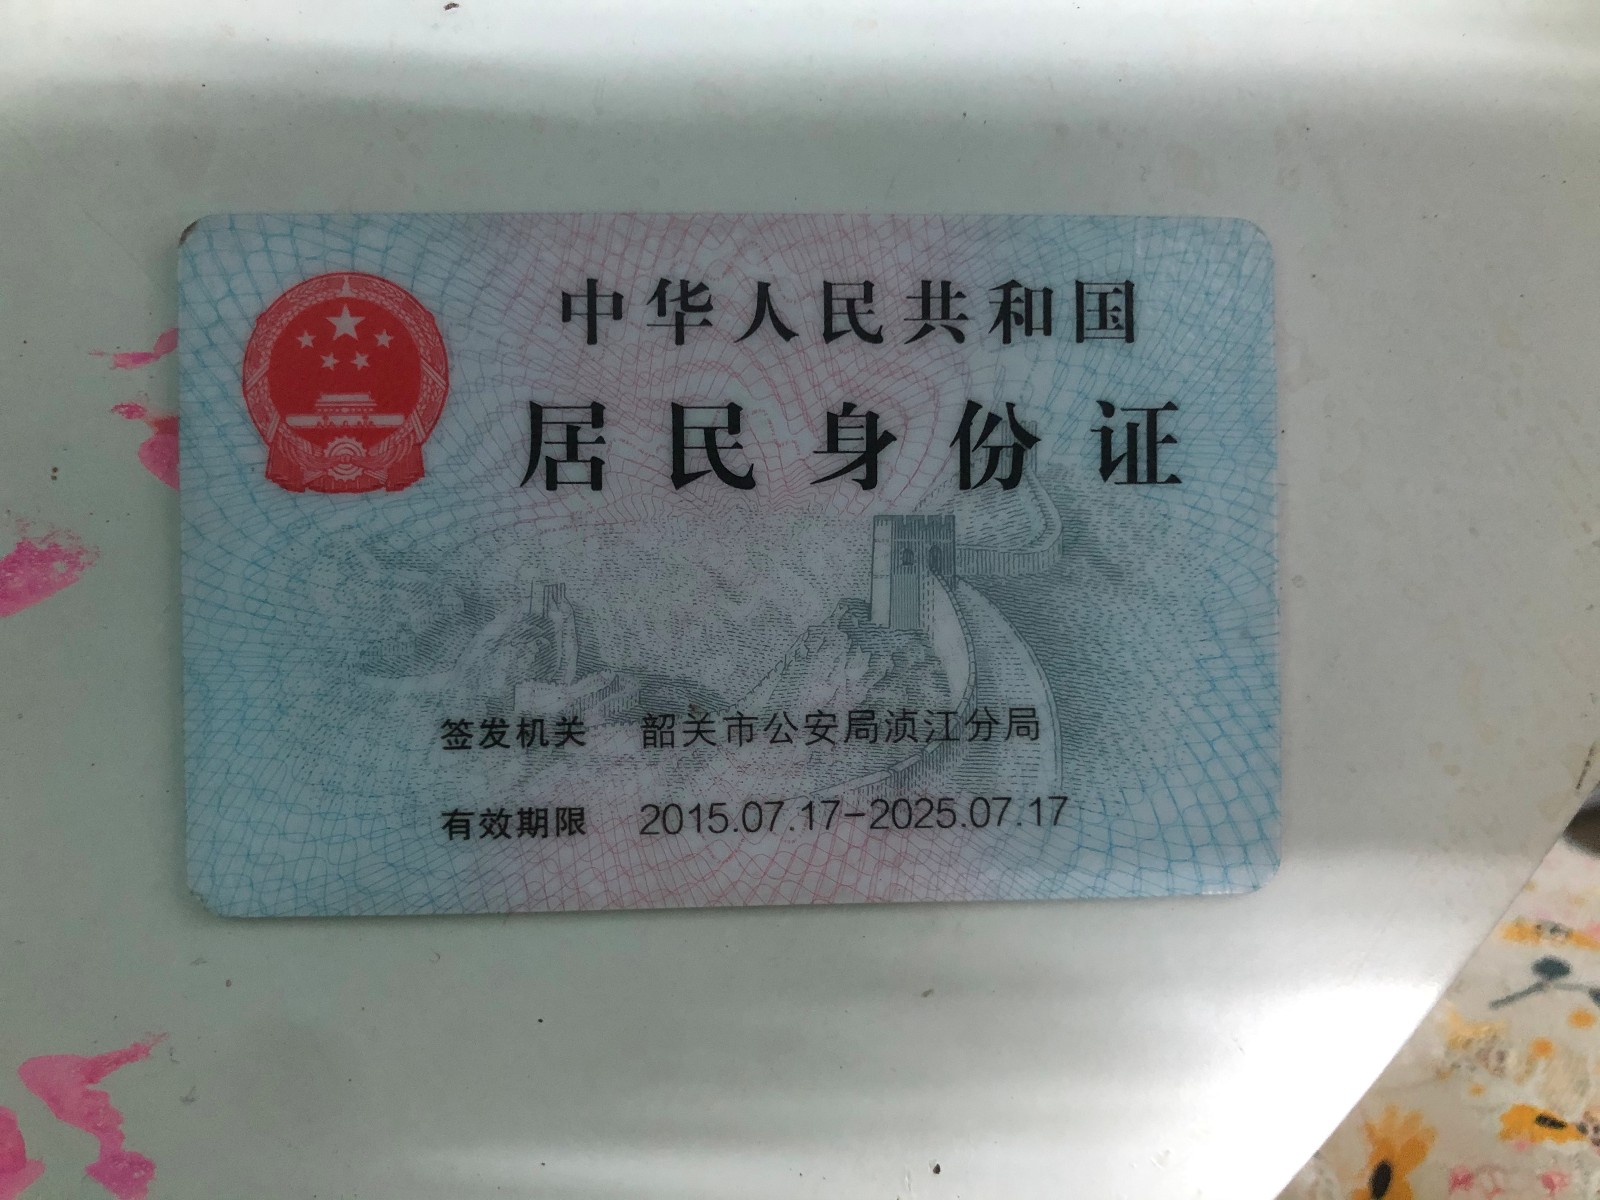 中华人民共和国
居民身份证
签发机关 韶关市公安局浈江分局
有效期限 2015.07.17-2025.07.17